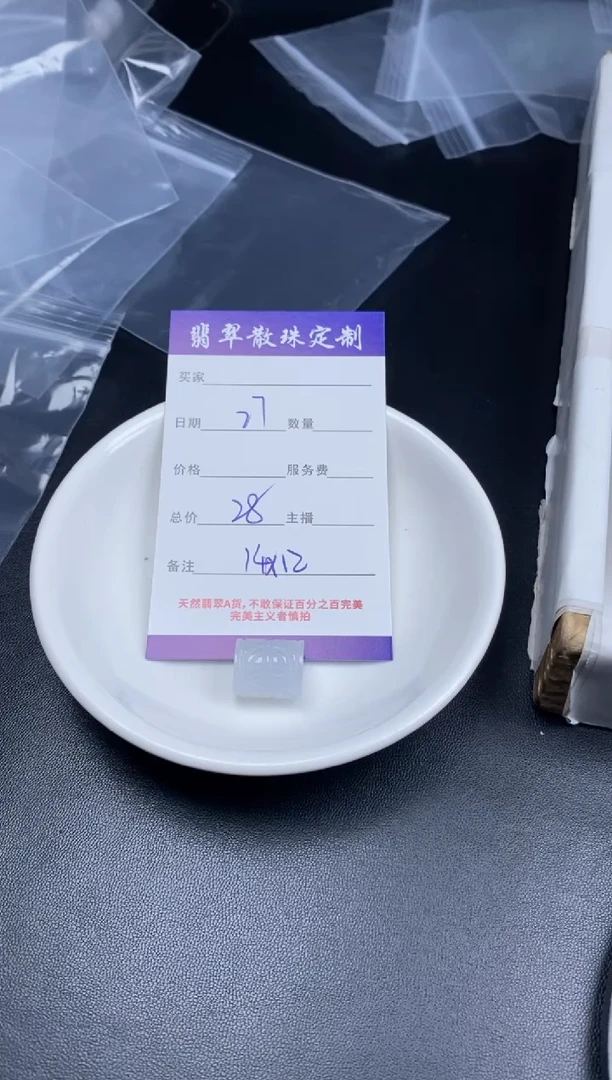 翡翠散珠定制
买家
日期 27 数量
价格 服务费
总价 28 主播
备注 14x12
天然翡翠A货,不敢保证百分之百完美
完美主义者慎拍